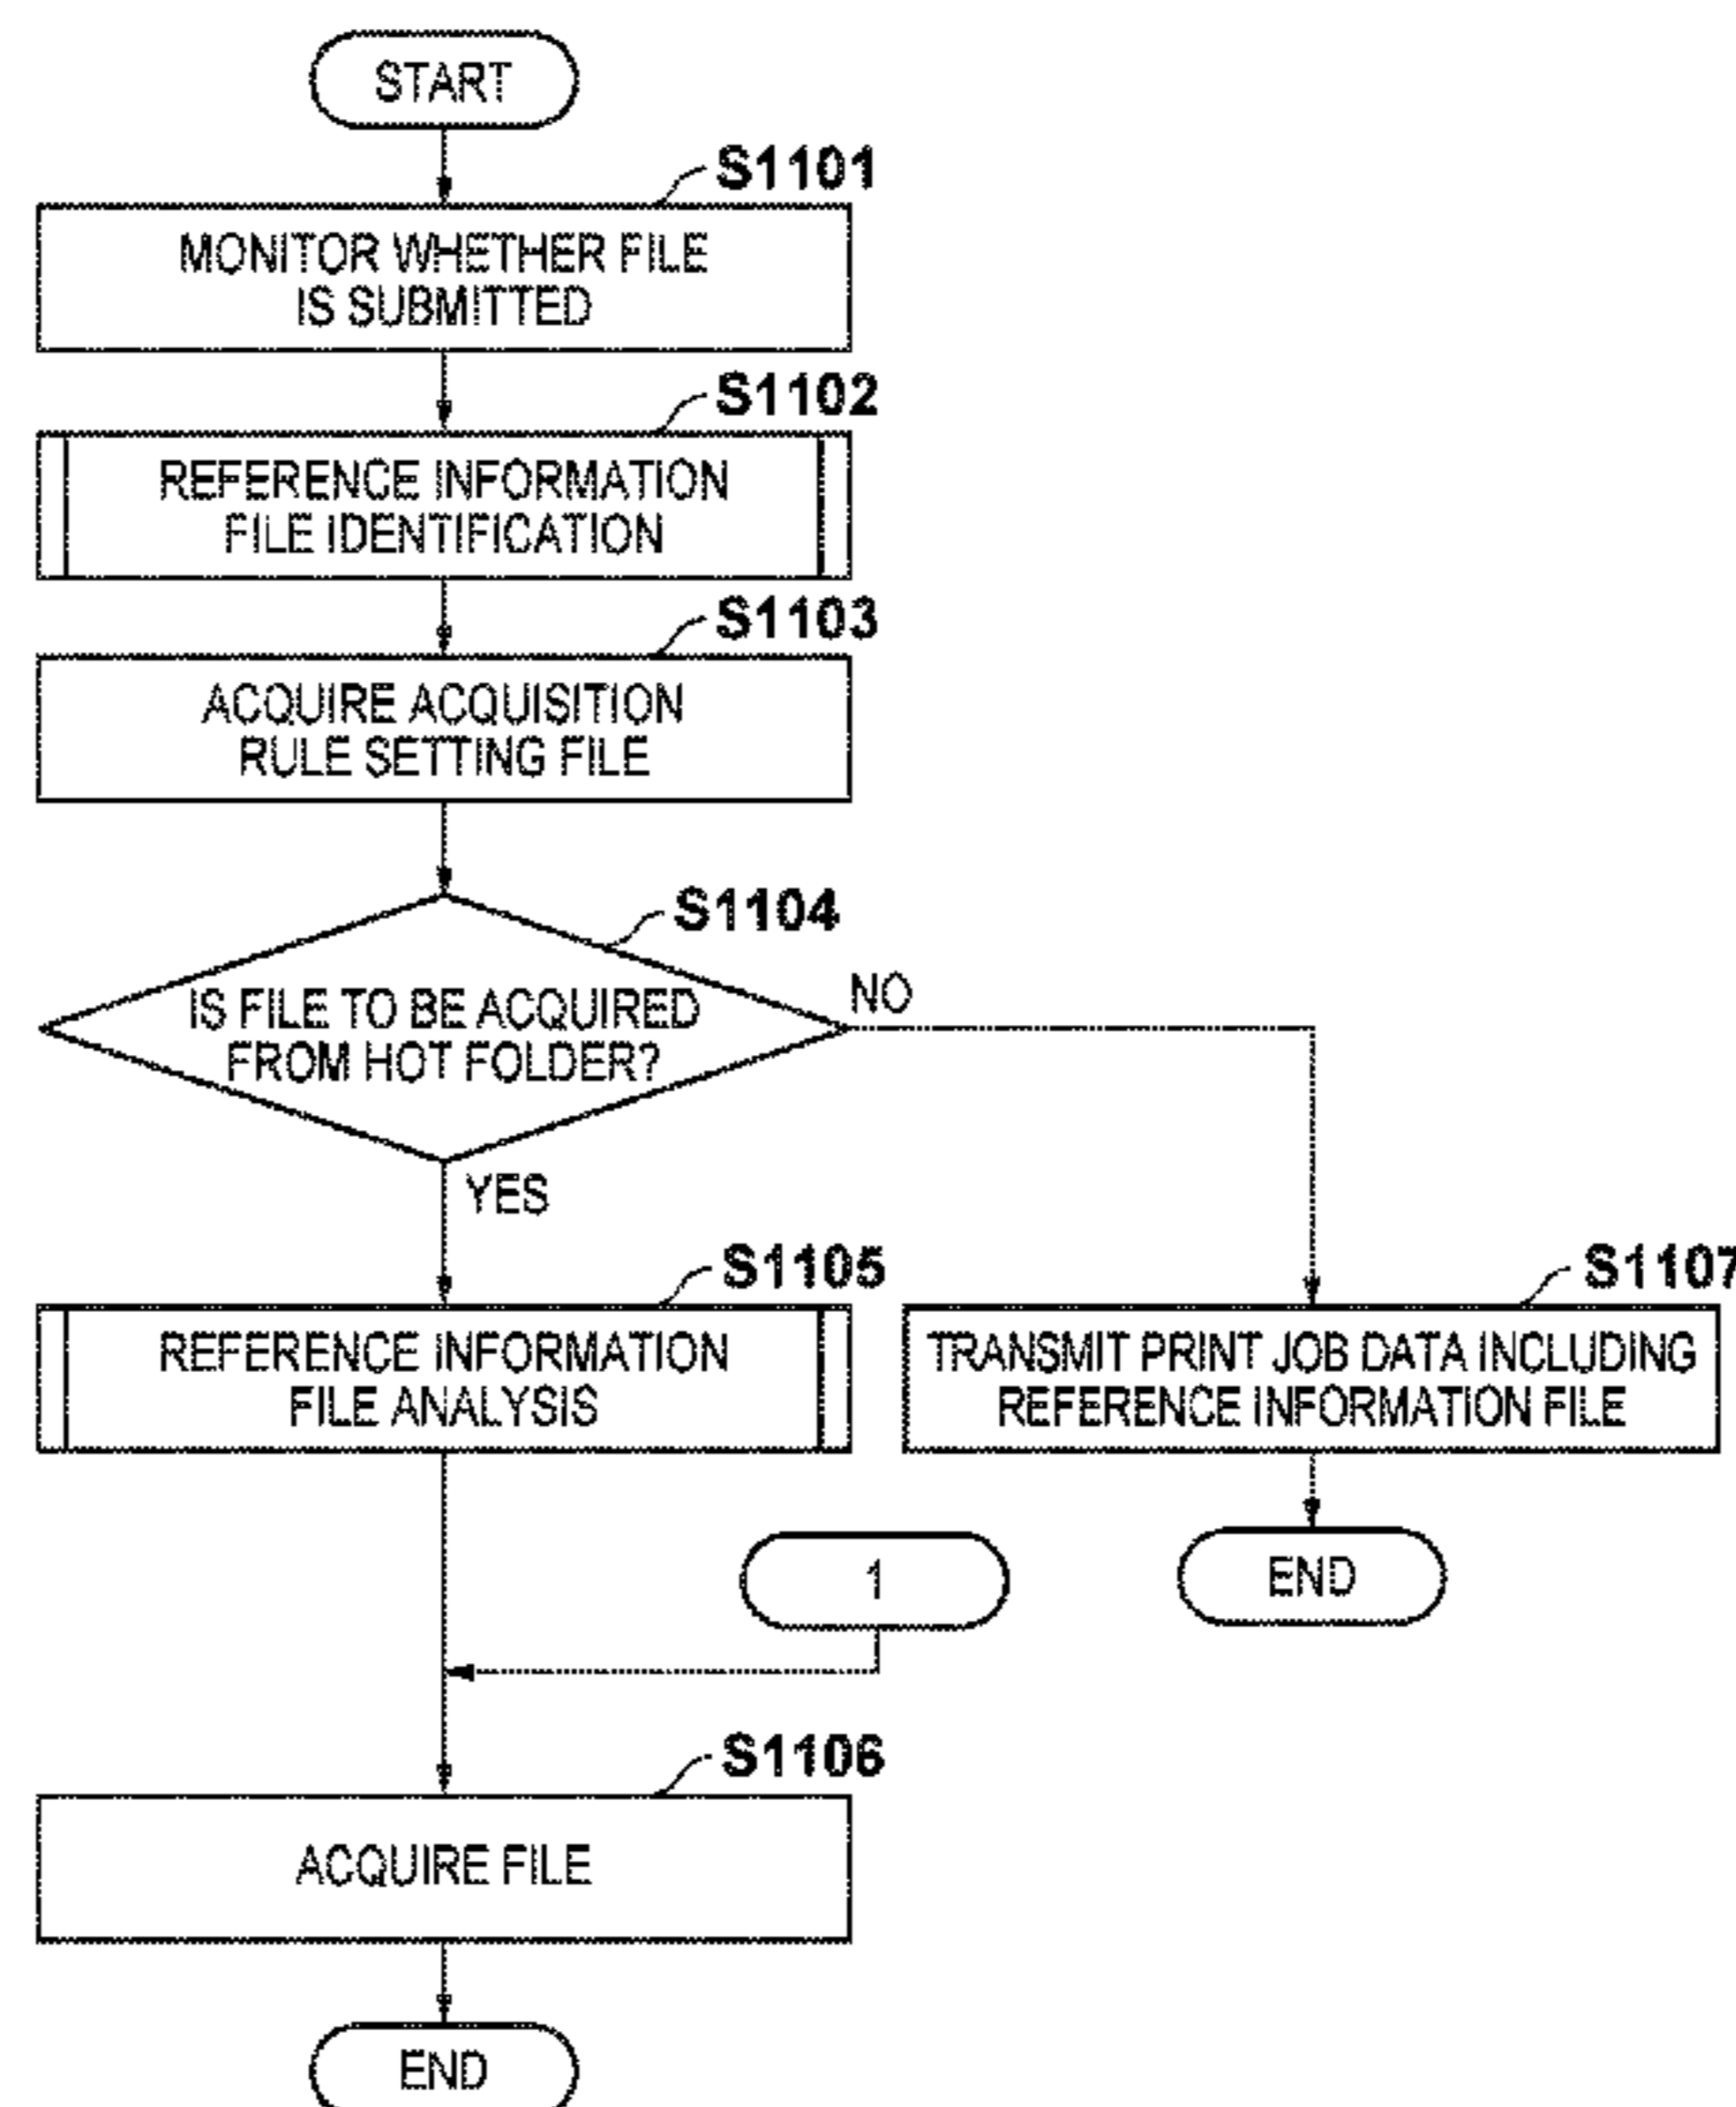 START
S1101
MONITOR WHETHER FILE
IS SUBMITTED
S1102
REFERENCE INFORMATION
FILE IDENTIFICATION
S1103
ACQUIRE ACQUISITION
RULE SETTING FILE
S1104
IS FILE TO BE ACQUIRED
FROM HOT FOLDER?
NO
YES
S1105
REFERENCE INFORMATION
FILE ANALYSIS
S1107
TRANSMIT PRINT JOB DATA INCLUDING
REFERENCE INFORMATION FILE
1
END
S1106
ACQUIRE FILE
END